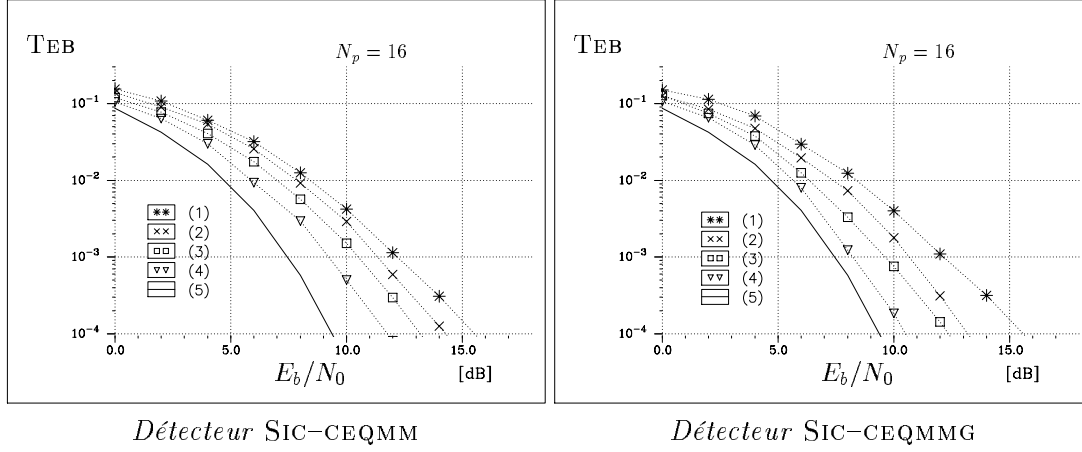 TEB
N_p = 16
10^{-1}
10^{-2}
10^{-3}
10^{-4}
(1)
(2)
(3)
(4)
(5)
0.0 5.0 10.0 15.0
E_b/N_0 [dB]
Détecteur SIC–CEQMM
TEB
N_p = 16
10^{-1}
10^{-2}
10^{-3}
10^{-4}
(1)
(2)
(3)
(4)
(5)
0.0 5.0 10.0 15.0
E_b/N_0 [dB]
Détecteur SIC–CEQMMG